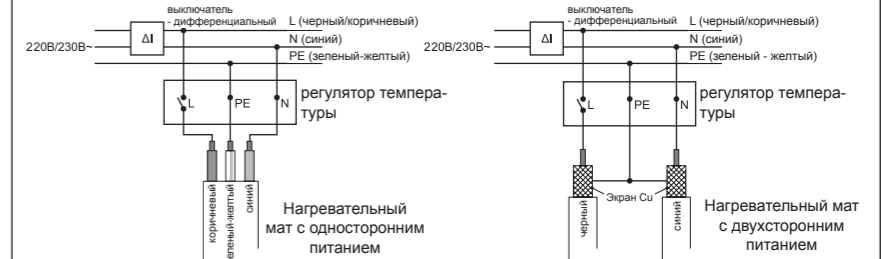 выключатель
- дифференциальный
L (черный/коричневый)
ΔI
N (синий)
220В/230В~
PE (зеленый-желтый)
L
PE
N
регулятор темпера-
туры
коричневый
зеленый-желтый
синий
Нагревательный
мат с односторонним
питанием
выключатель
- дифференциальный
L (черный/коричневый)
ΔI
N (синий)
220В/230В~
PE (зеленый - желтый)
L
PE
N
регулятор темпера-
туры
Экран Cu
черный
синий
Нагревательный мат
с двухсторонним
питанием